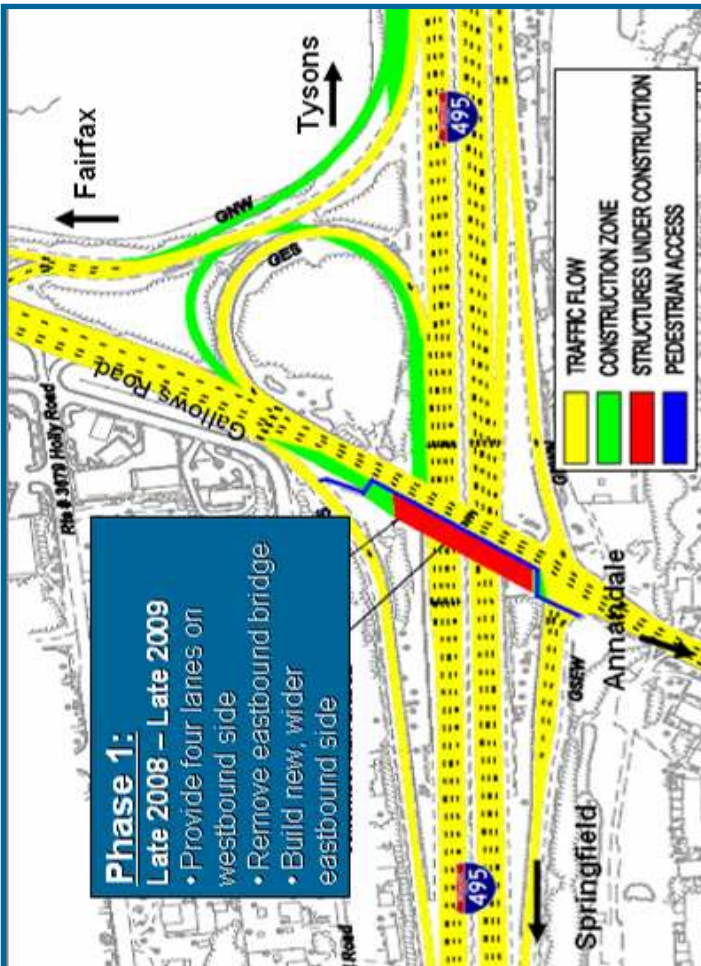 Phase 1:
Late 2008 – Late 2009
• Provide four lanes on
westbound side
• Remove eastbound bridge
• Build new, wider
eastbound side
Fairfax
Tysons
GNW
GEB
Gallows Road
Rte # 3679 Holly Road
495
495
Road
GSEW
Annandale
Springfield
TRAFFIC FLOW
CONSTRUCTION ZONE
STRUCTURES UNDER CONSTRUCTION
PEDESTRIAN ACCESS